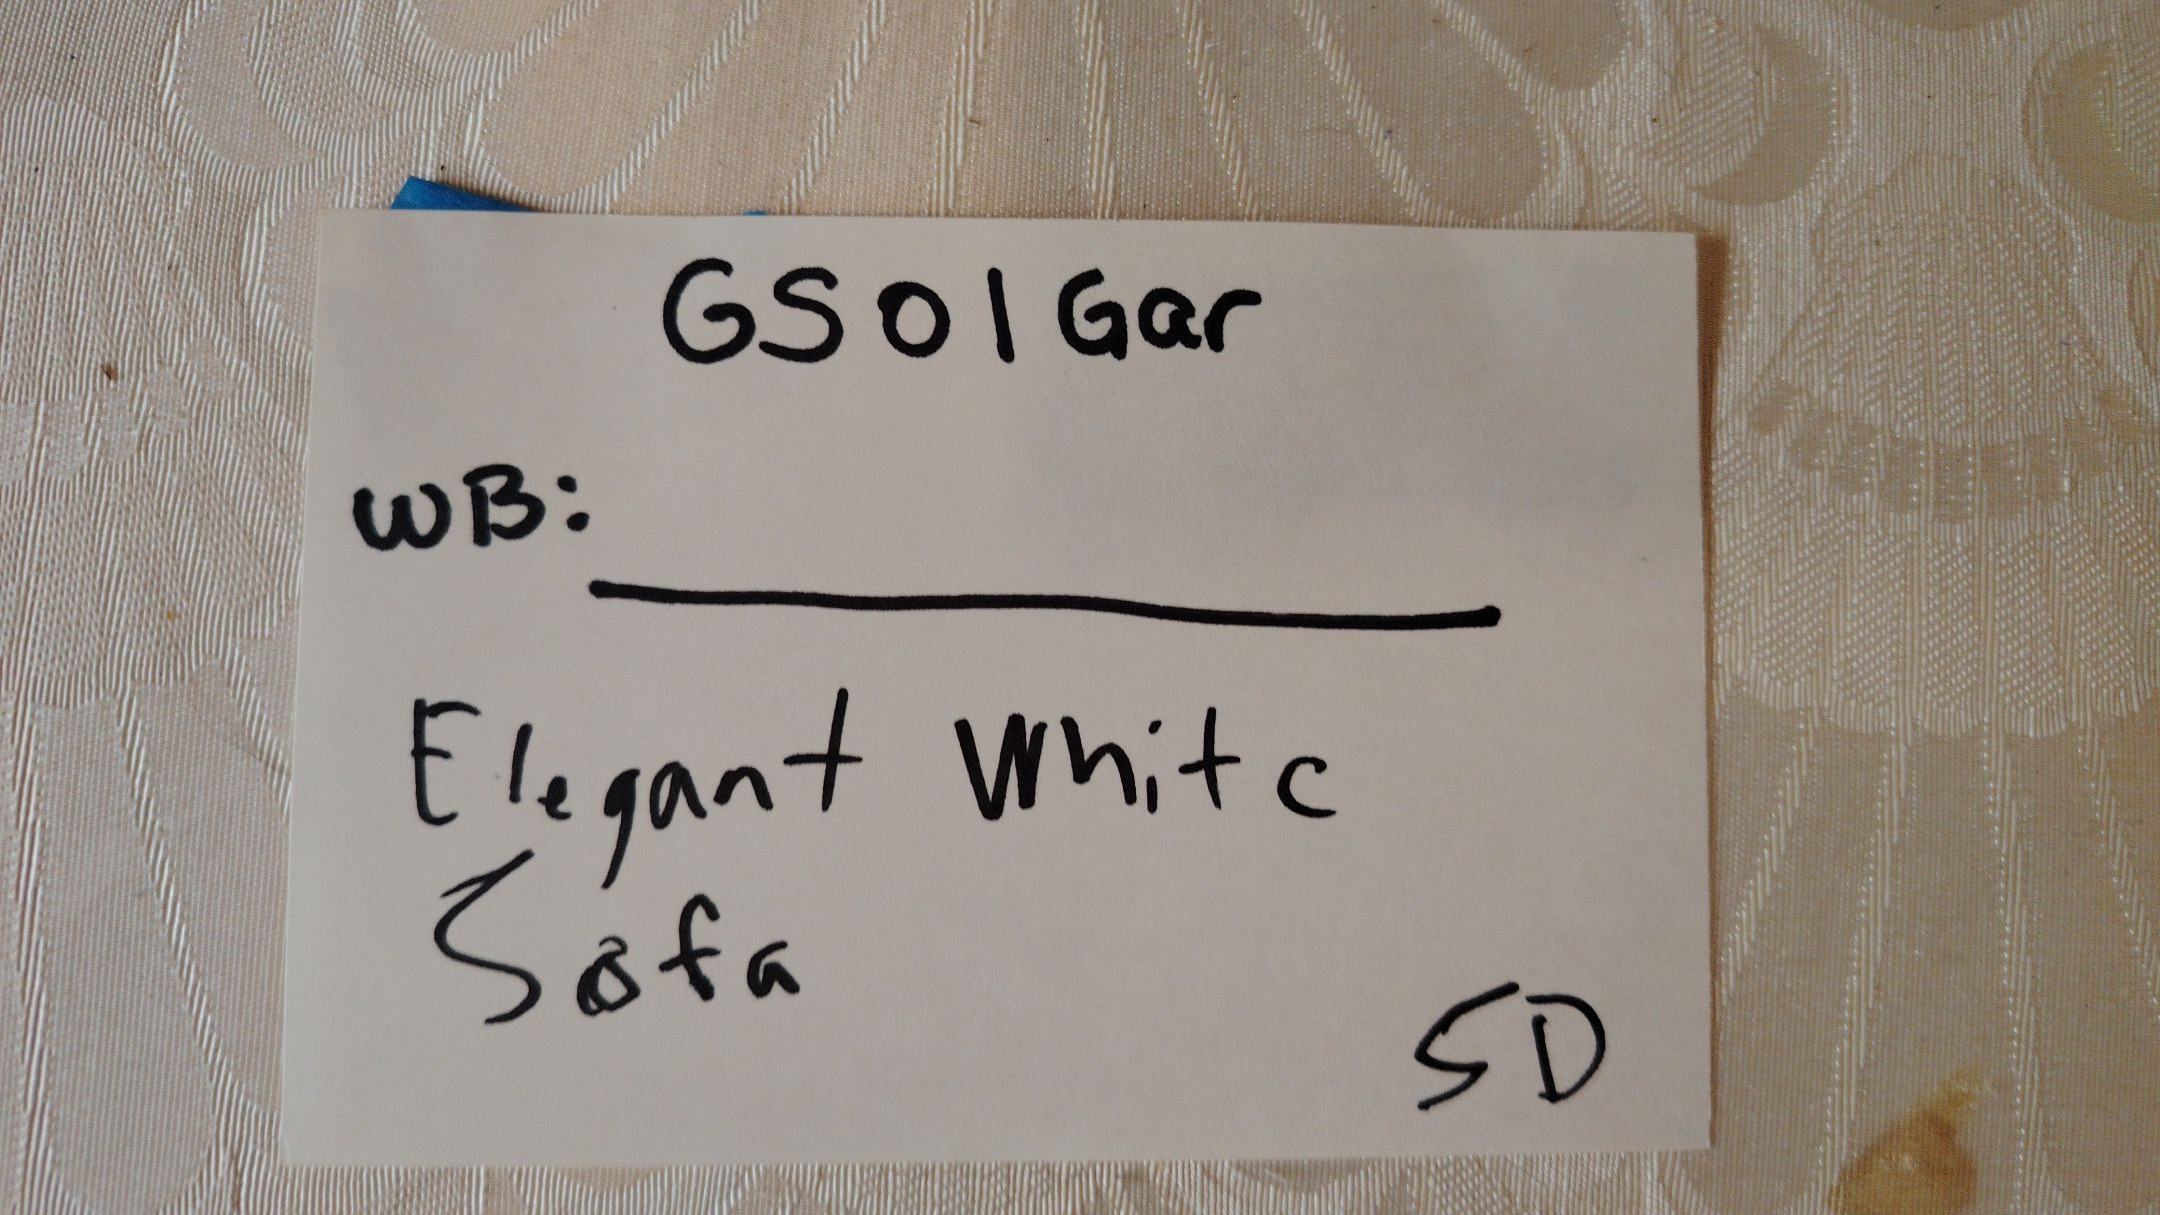 GS01Gar
WB:
Elegant White
Sofa
SD